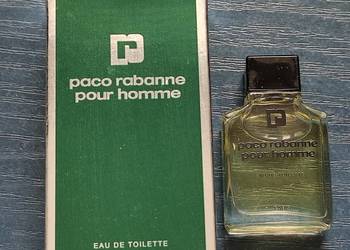 paco rabanne
pour homme
EAU DE TOILETTE
paco rabanne
pour homme